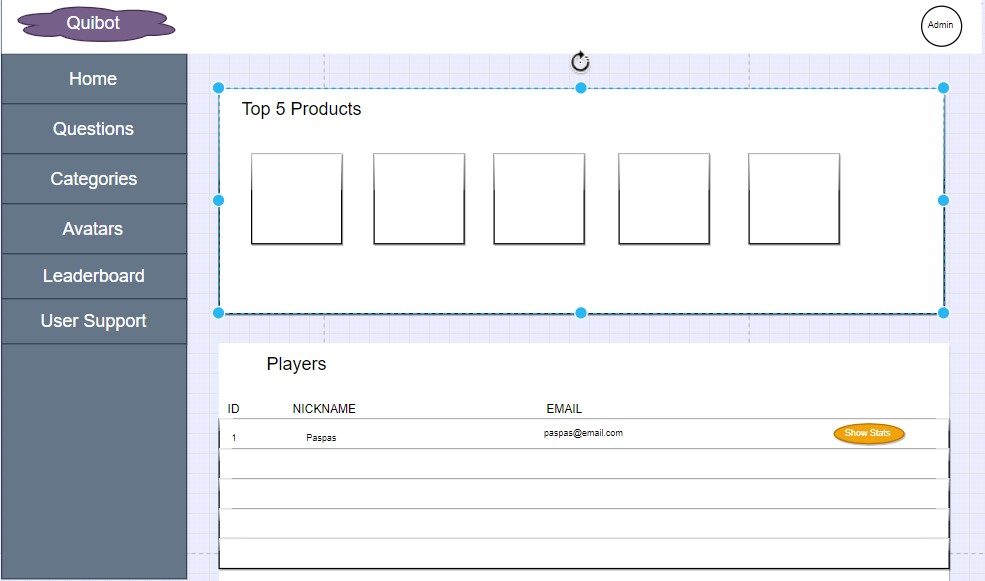 Quibot
Admin
Home
Questions
Categories
Avatars
Leaderboard
User Support
Top 5 Products
Players
ID NICKNAME EMAIL
1 Paspas paspas@email.com Show Stats